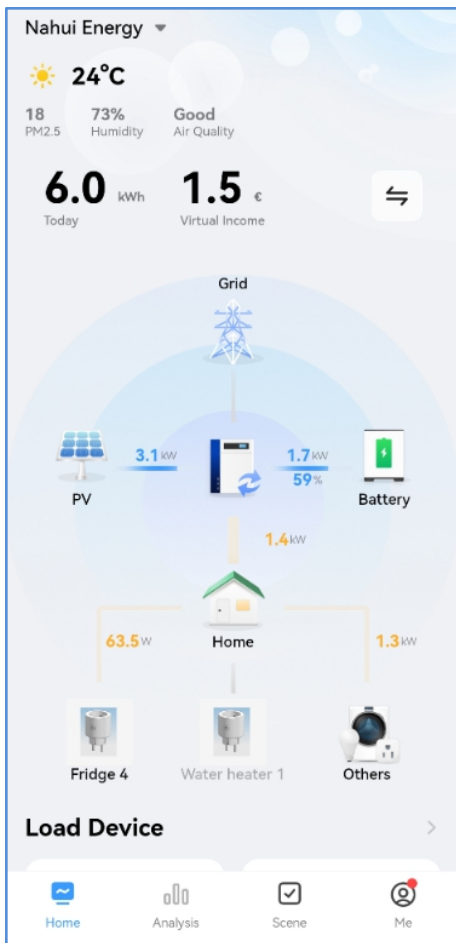 Nahui Energy
24°C
18 73% Good
PM2.5 Humidity Air Quality
6.0 kWh 1.5 €
Today Virtual Income
Grid
3.1 kW 1.7 kW
59%
PV Battery
1.4 kW
63.5 W Home 1.3 kW
Fridge 4 Water heater 1 Others
Load Device
Home Analysis Scene Me